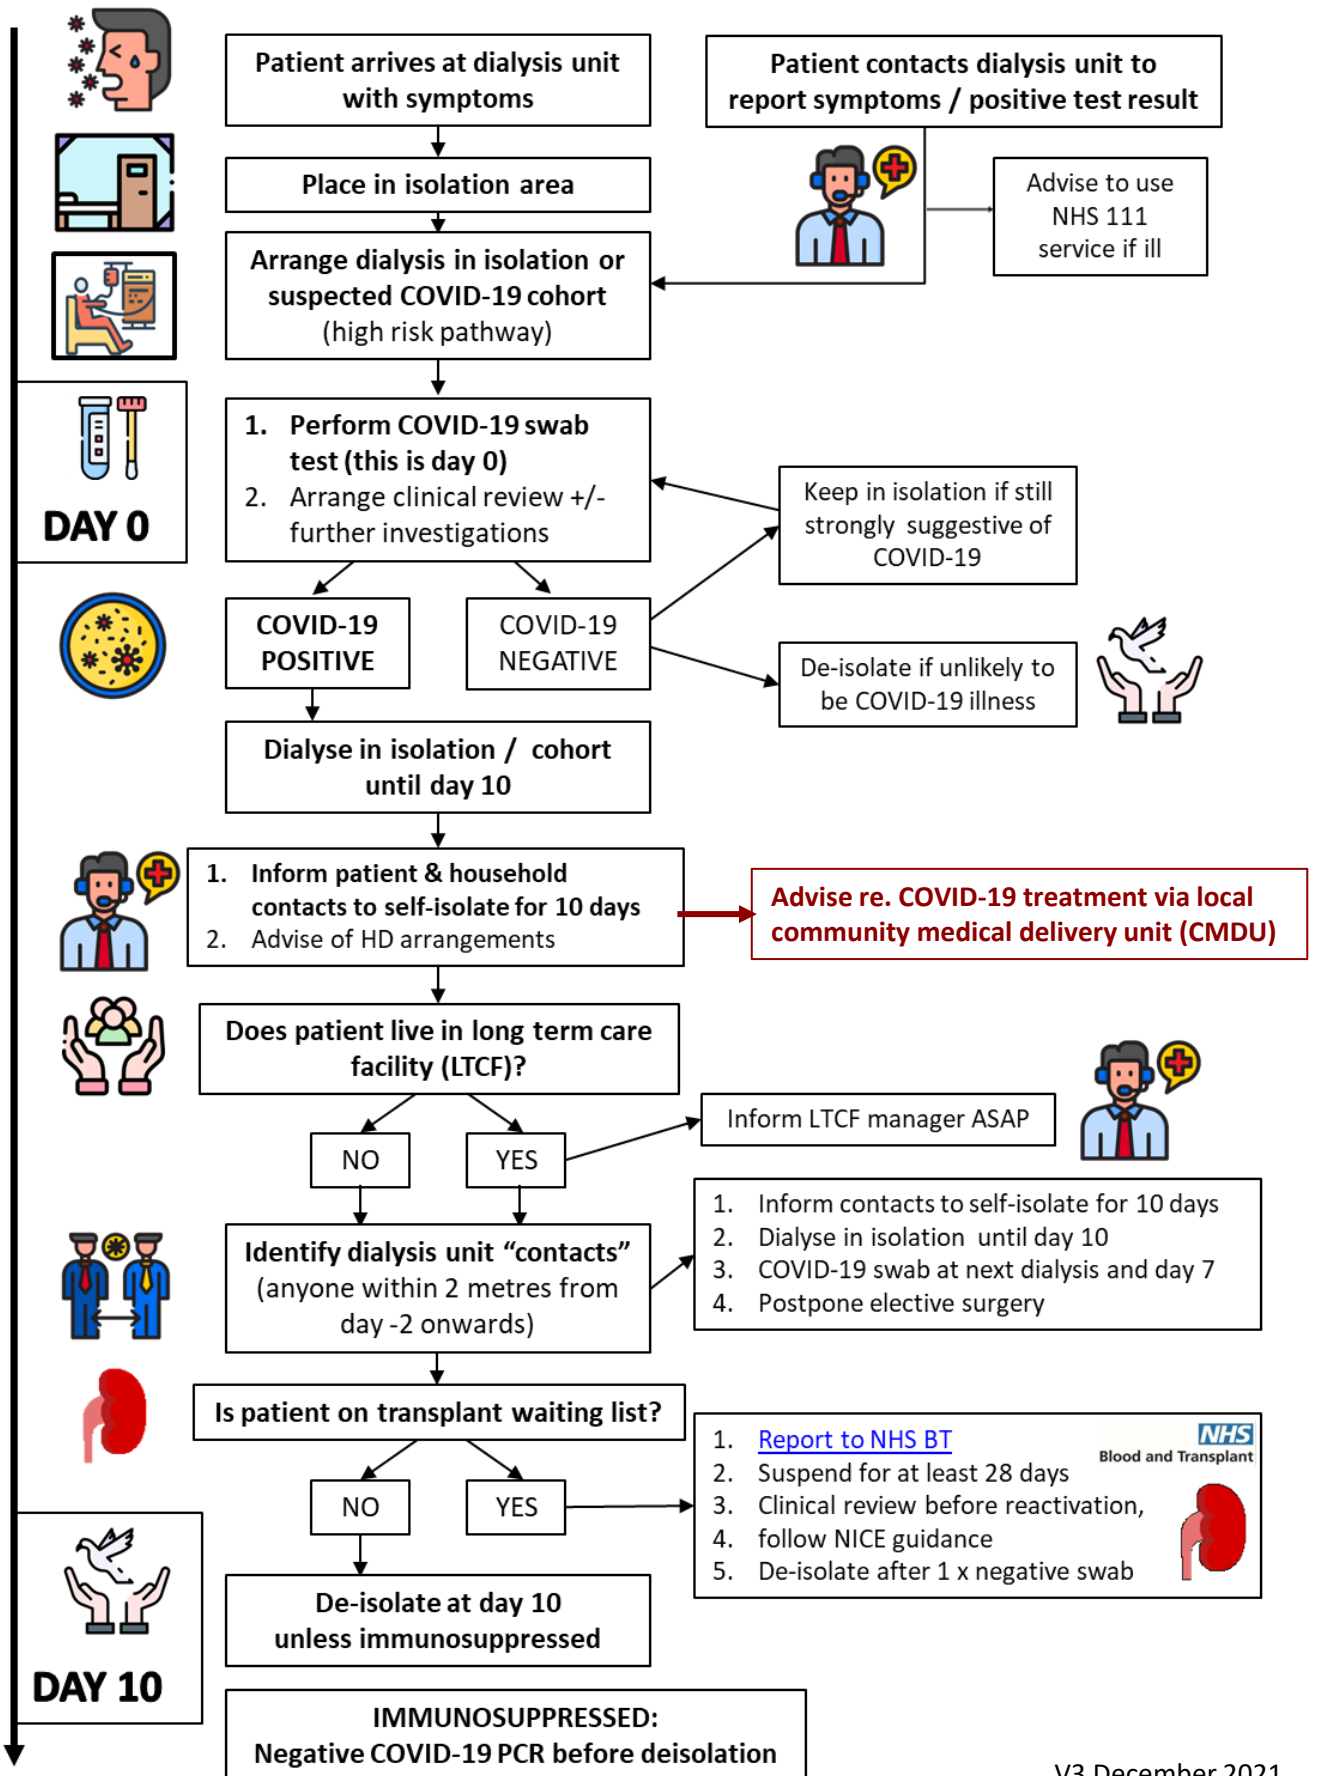 Patient arrives at dialysis unit
with symptoms
Patient contacts dialysis unit to
report symptoms / positive test result
Place in isolation area
Advise to use
NHS 111
service if ill
Arrange dialysis in isolation or
suspected COVID-19 cohort
(high risk pathway)
DAY 0
1. Perform COVID-19 swab
test (this is day 0)
2. Arrange clinical review +/-
further investigations
Keep in isolation if still
strongly suggestive of
COVID-19
COVID-19
POSITIVE
COVID-19
NEGATIVE
De-isolate if unlikely to
be COVID-19 illness
Dialyse in isolation / cohort
until day 10
1. Inform patient & household
contacts to self-isolate for 10 days
2. Advise of HD arrangements
Advise re. COVID-19 treatment via local
community medical delivery unit (CMDU)
Does patient live in long term care
facility (LTCF)?
NO
YES
Inform LTCF manager ASAP
Identify dialysis unit “contacts”
(anyone within 2 metres from
day -2 onwards)
1. Inform contacts to self-isolate for 10 days
2. Dialyse in isolation until day 10
3. COVID-19 swab at next dialysis and day 7
4. Postpone elective surgery
Is patient on transplant waiting list?
NO
YES
1. Report to NHS BT
2. Suspend for at least 28 days
3. Clinical review before reactivation,
4. follow NICE guidance
5. De-isolate after 1 x negative swab
NHS
Blood and Transplant
De-isolate at day 10
unless immunosuppressed
DAY 10
IMMUNOSUPPRESSED:
Negative COVID-19 PCR before deisolation
V3 December 2021